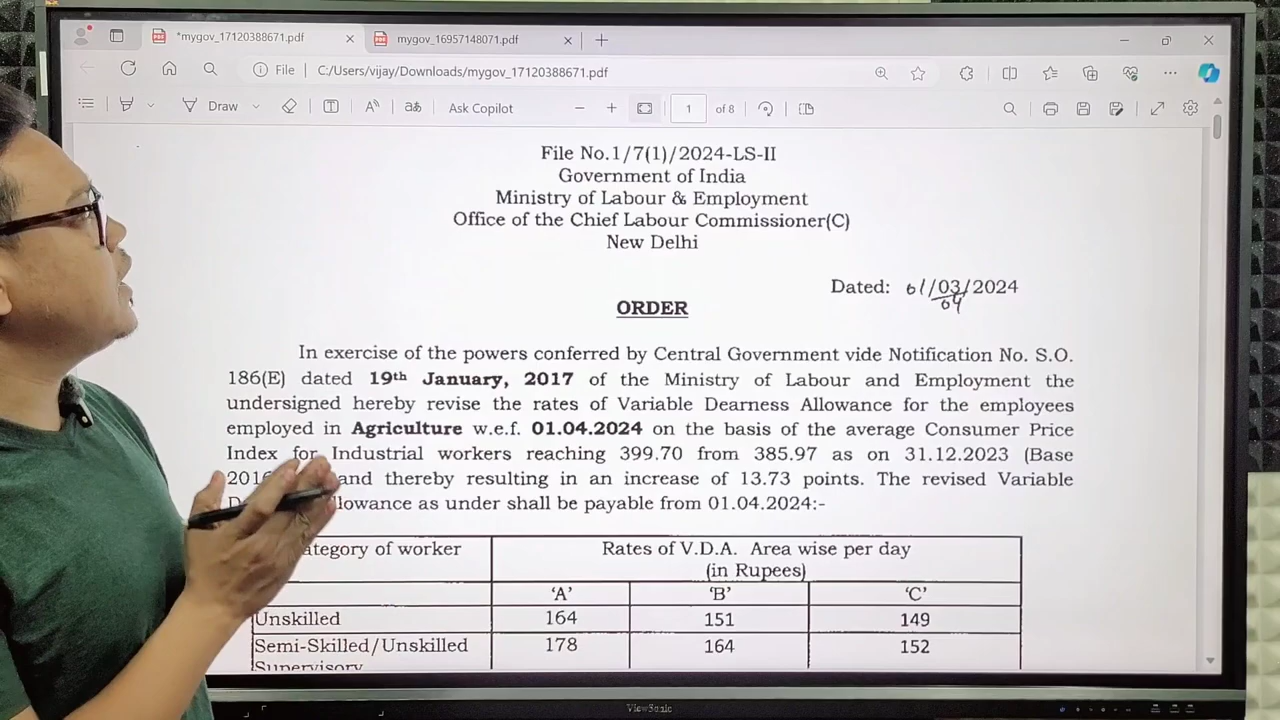 *mygov_17120388671.pdf
mygov_16957148071.pdf
File
C:/Users/vijay/Downloads/mygov_17120388671.pdf
Draw
aあ
Ask Copilot
1
of 8
File No.1/7(1)/2024-LS-II
Government of India
Ministry of Labour & Employment
Office of the Chief Labour Commissioner(C)
New Delhi
Dated: 01/03/2024
04
ORDER
In exercise of the powers conferred by Central Government vide Notification No. S.O.
186(E) dated 19th January, 2017 of the Ministry of Labour and Employment the
undersigned hereby revise the rates of Variable Dearness Allowance for the employees
employed in Agriculture w.e.f. 01.04.2024 on the basis of the average Consumer Price
Index for Industrial workers reaching 399.70 from 385.97 as on 31.12.2023 (Base
and thereby resulting in an increase of 13.73 points. The revised Variable
as under shall be payable from 01.04.2024:-
of worker
Rates of V.D.A. Area wise per day
(in Rupees)
'A' 'B' 'C'
Unskilled 164 151 149
Semi-Skilled/Unskilled 178 164 152
Supervisory
ViewSonic